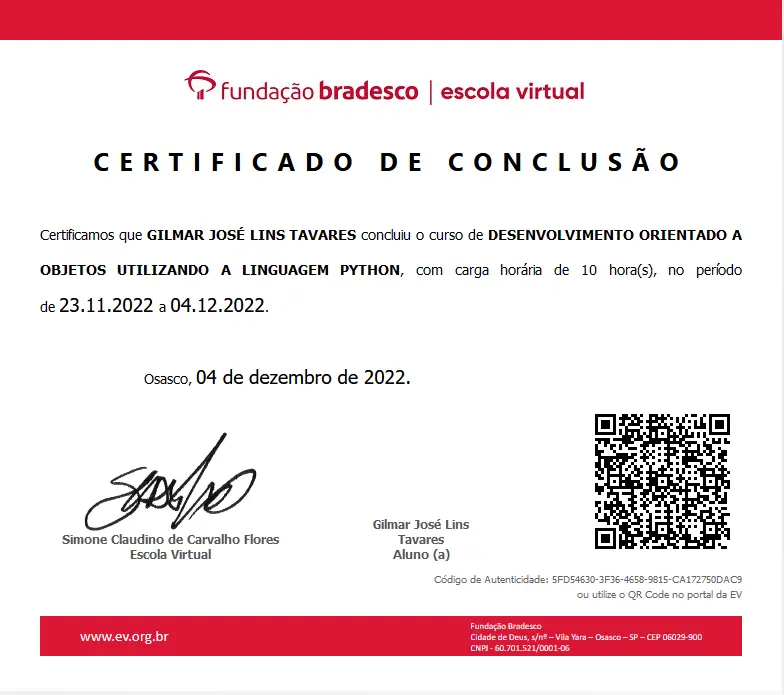 fundação bradesco | escola virtual
CERTIFICADO DE CONCLUSÃO
Certificamos que GILMAR JOSÉ LINS TAVARES concluiu o curso de DESENVOLVIMENTO ORIENTADO A
OBJETOS UTILIZANDO A LINGUAGEM PYTHON, com carga horária de 10 hora(s), no período
de 23.11.2022 a 04.12.2022.
Osasco, 04 de dezembro de 2022.
Simone Claudino de Carvalho Flores
Escola Virtual
Gilmar José Lins
Tavares
Aluno (a)
Código de Autenticidade: 5FD54630-3F36-4658-9815-CA172750DAC9
ou utilize o QR Code no portal da EV
www.ev.org.br
Fundação Bradesco
Cidade de Deus, s/nº – Vila Yara – Osasco – SP – CEP 06029-900
CNPJ - 60.701.521/0001-06